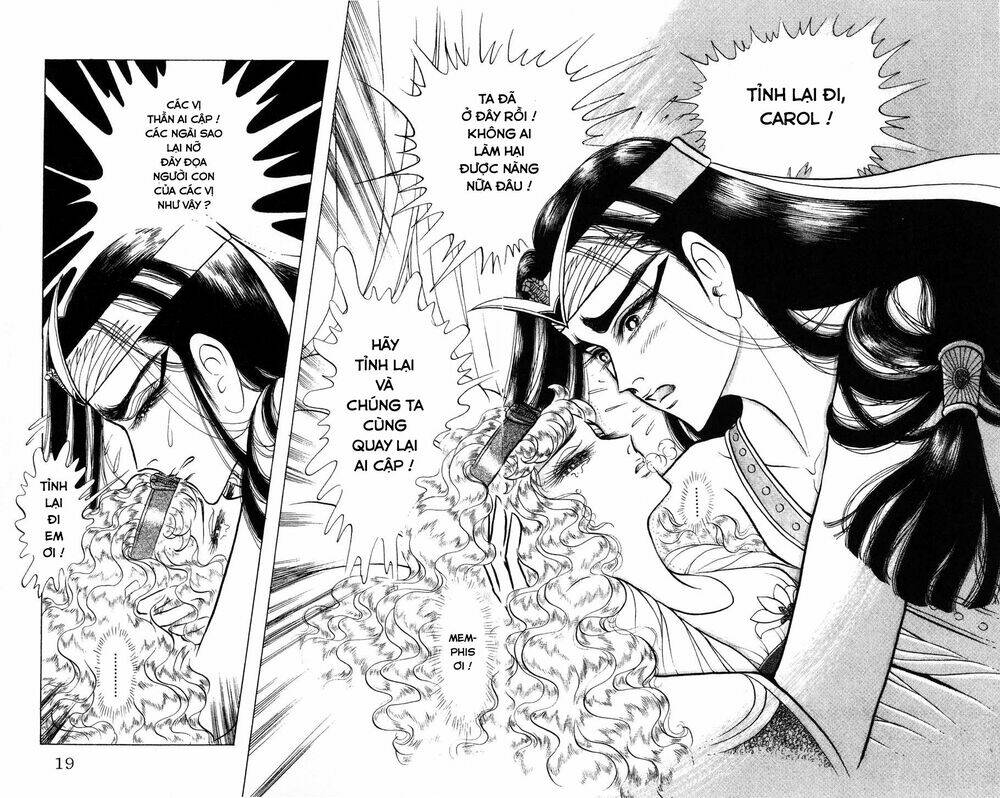 TỈNH LẠI ĐI,
CAROL !
TA ĐÃ
Ở ĐÂY RỒI !
KHÔNG AI
LÀM HẠI
ĐƯỢC NÀNG
NỮA ĐÂU !
HÃY
TỈNH LẠI
VÀ
CHÚNG TA
CÙNG
QUAY LẠI
AI CẬP !
..........
MEM-
PHIS
ƠI !
CÁC VỊ
THẦN AI CẬP !
CÁC NGÀI SAO
LẠI NỠ
ĐÀY ĐỌA
NGƯỜI CON
CỦA CÁC VỊ
NHƯ VẬY ?
TỈNH
LẠI
ĐI EM
ƠI !
..........
19